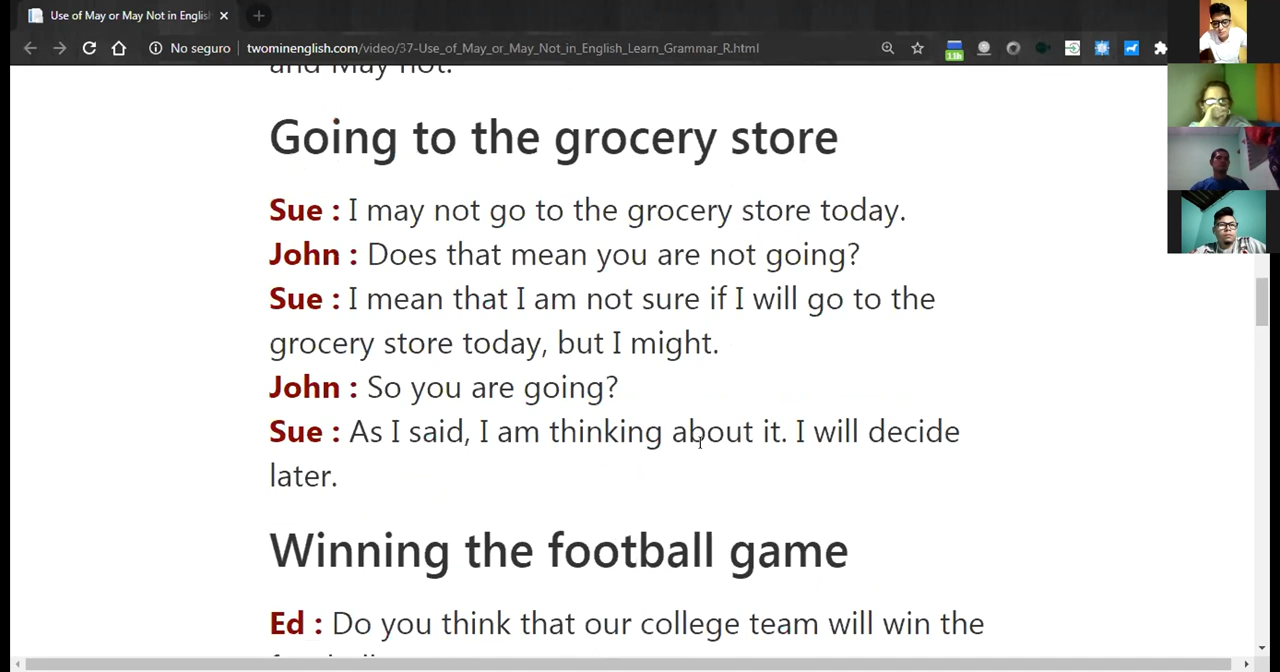 Use of May or May Not in Englis
No seguro
twominenglish.com/video/37-Use_of_May_or_May_Not_in_English_Learn_Grammar_R.html
11h
and May not.
Going to the grocery store
Sue : I may not go to the grocery store today.
John : Does that mean you are not going?
Sue : I mean that I am not sure if I will go to the
grocery store today, but I might.
John : So you are going?
Sue : As I said, I am thinking about it. I will decide
later.
Winning the football game
Ed : Do you think that our college team will win the